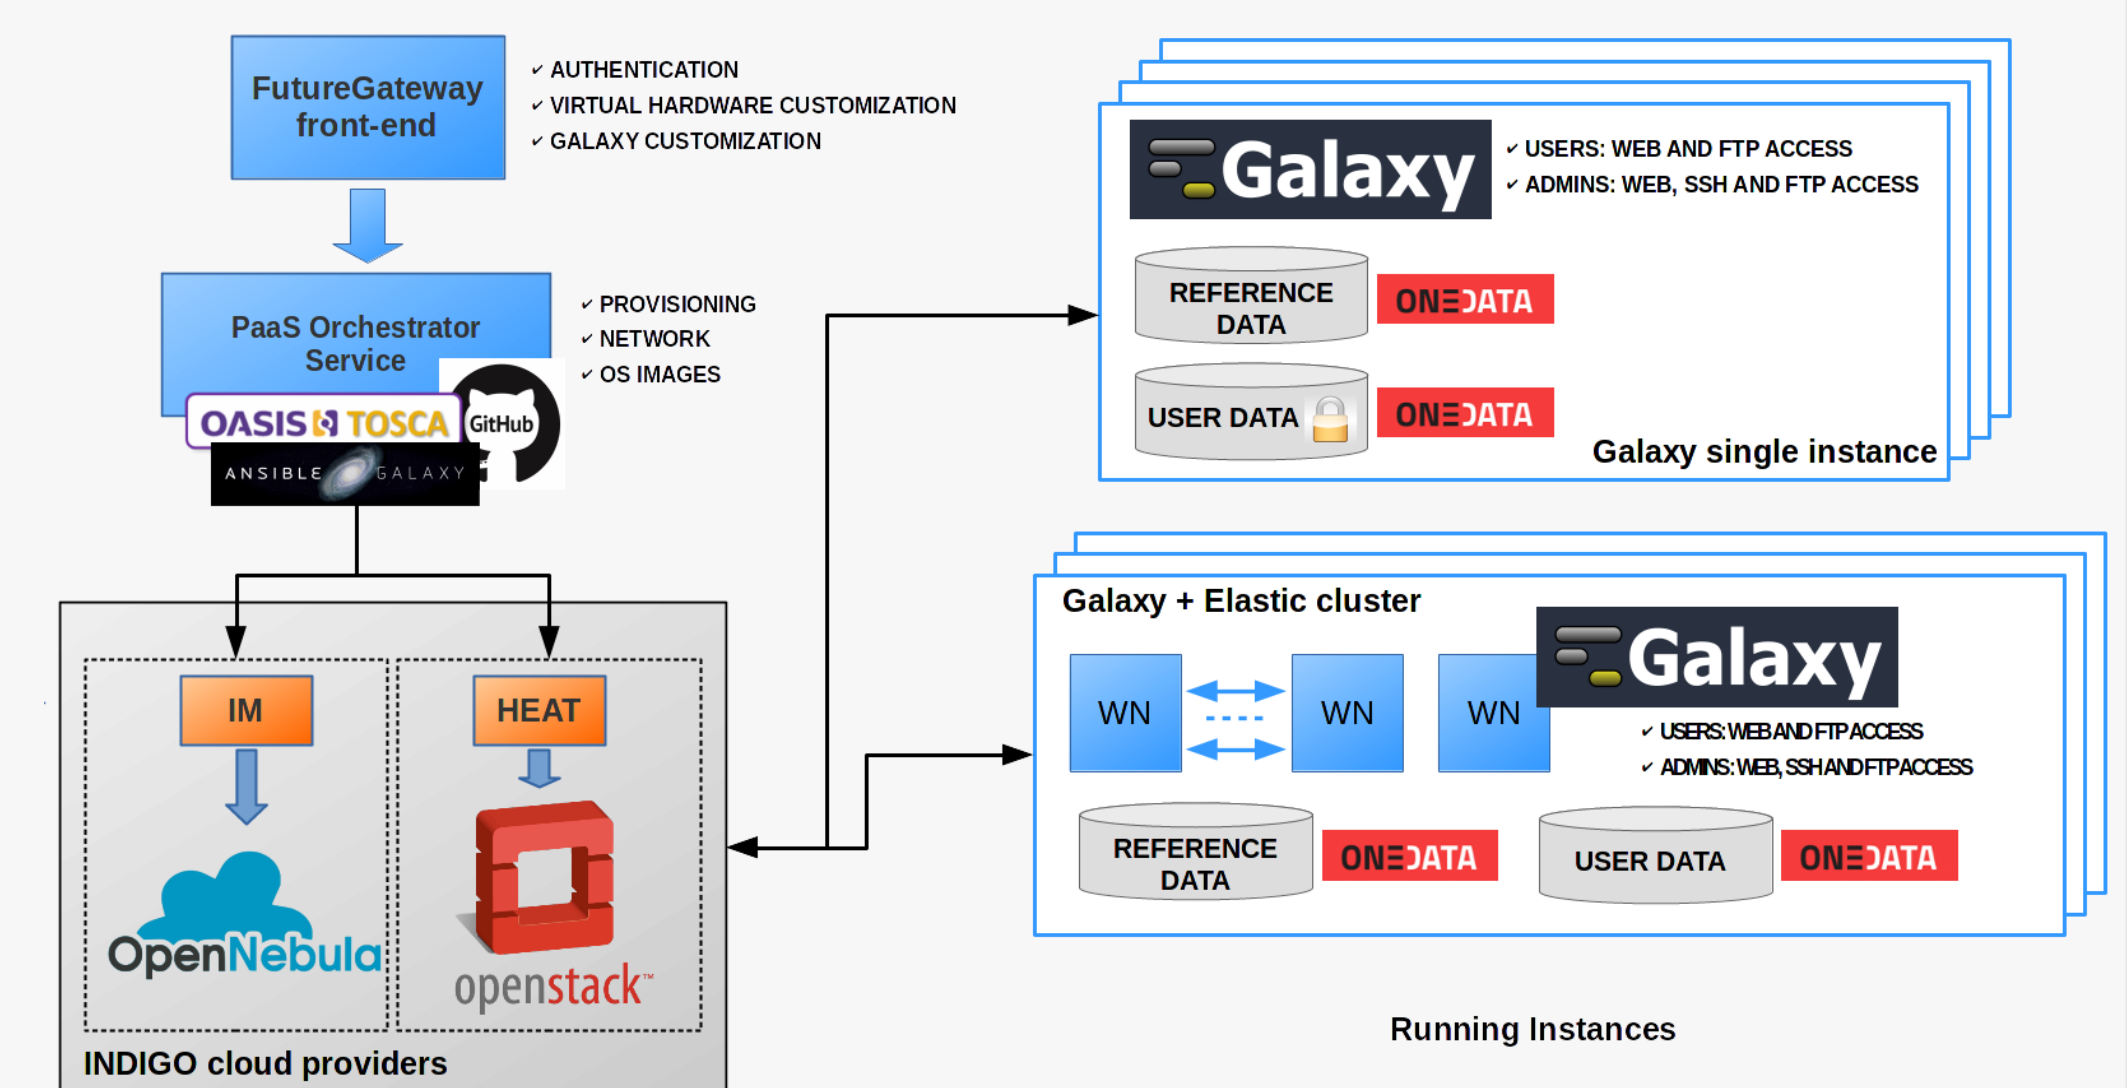 FutureGateway
front-end
✓ AUTHENTICATION
✓ VIRTUAL HARDWARE CUSTOMIZATION
✓ GALAXY CUSTOMIZATION
PaaS Orchestrator
Service
✓ PROVISIONING
✓ NETWORK
✓ OS IMAGES
OASIS TOSCA
GitHub
ANSIBLE GALAXY
IM
HEAT
OpenNebula
openstack™
INDIGO cloud providers
Galaxy
✓ USERS: WEB AND FTP ACCESS
✓ ADMINS: WEB, SSH AND FTP ACCESS
REFERENCE
DATA
ONEDATA
USER DATA
ONEDATA
Galaxy single instance
Galaxy + Elastic cluster
WN
WN
WN
Galaxy
✓ USERS: WEB AND FTP ACCESS
✓ ADMINS: WEB, SSH AND FTP ACCESS
REFERENCE
DATA
ONEDATA
USER DATA
ONEDATA
Running Instances